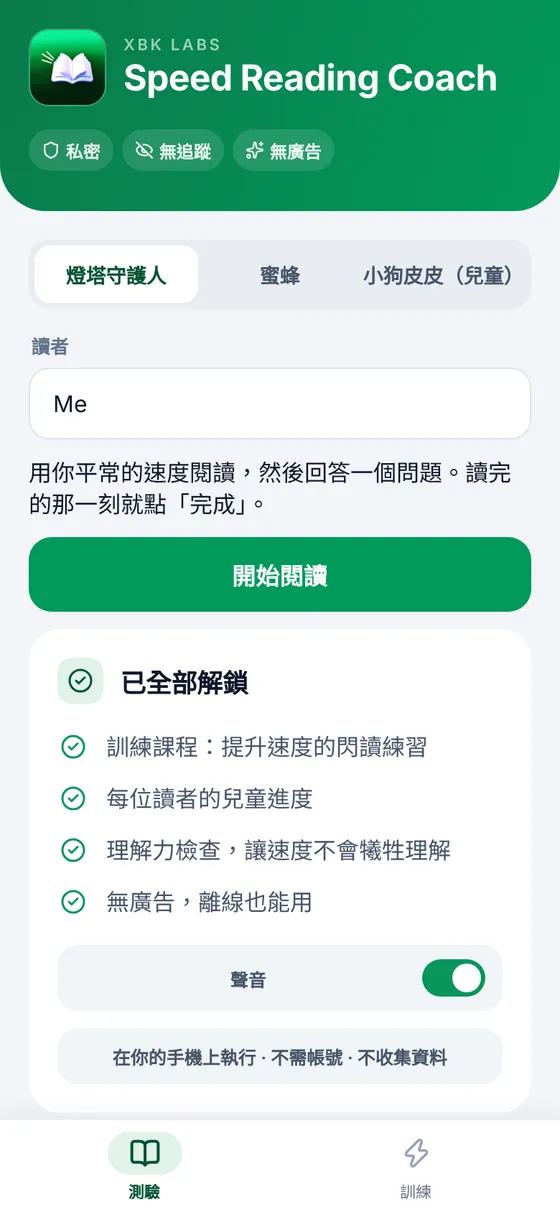 XBK LABS
Speed Reading Coach
私密
無追蹤
無廣告
燈塔守護人
蜜蜂
小狗皮皮（兒童）
讀者
Me
用你平常的速度閱讀，然後回答一個問題。讀完
的那一刻就點「完成」。
開始閱讀
已全部解鎖
訓練課程：提升速度的閃讀練習
每位讀者的兒童進度
理解力檢查，讓速度不會犧牲理解
無廣告，離線也能用
聲音
在你的手機上執行 · 不需帳號 · 不收集資料
測驗
訓練